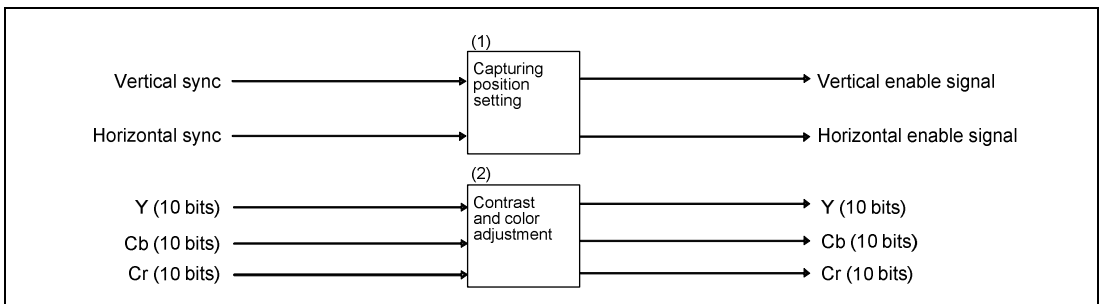 (1)
Capturing
position
setting
Vertical sync
Vertical enable signal
Horizontal sync
Horizontal enable signal
(2)
Contrast
and color
adjustment
Y (10 bits)
Y (10 bits)
Cb (10 bits)
Cb (10 bits)
Cr (10 bits)
Cr (10 bits)